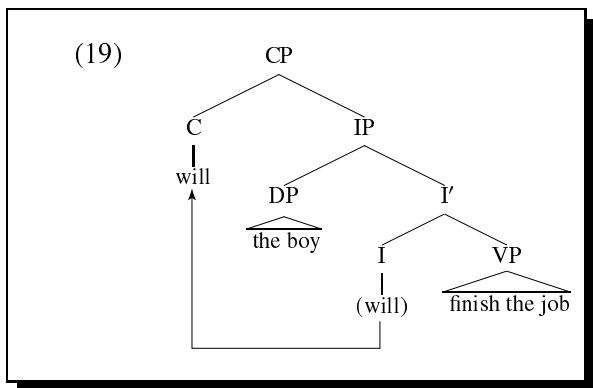 (19) CP
C IP
will
DP I′
the boy
I VP
(will) finish the job